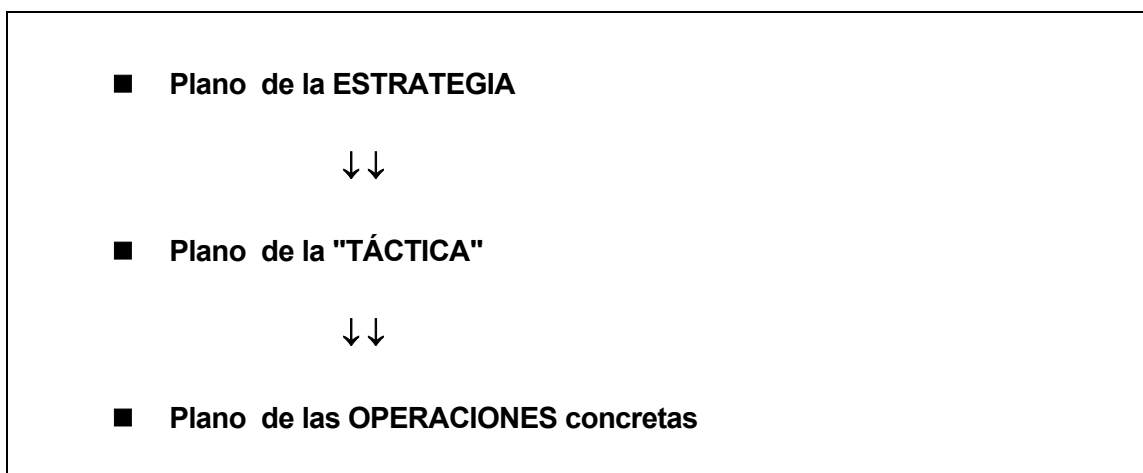 ■ Plano de la ESTRATEGIA
↓↓
■ Plano de la "TÁCTICA"
↓↓
■ Plano de las OPERACIONES concretas